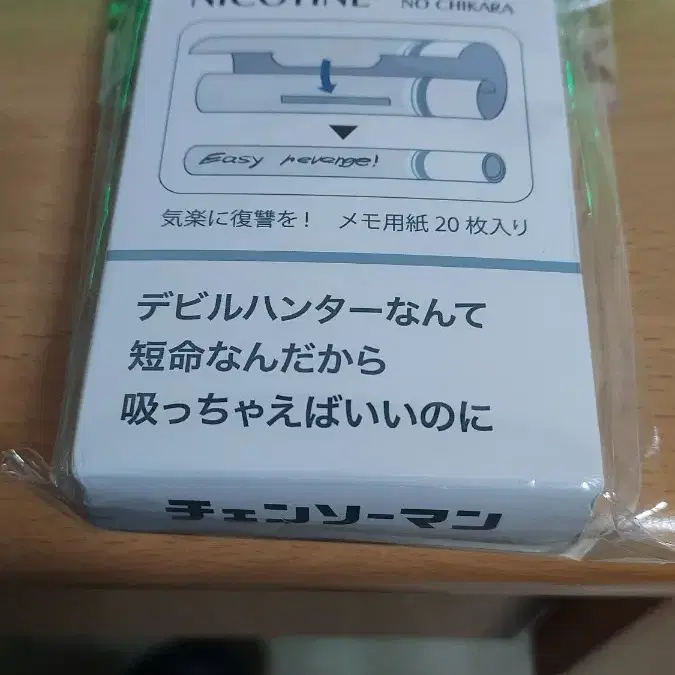 NICOTINE NO CHIKARA
Easy revenge!
気楽に復讐を! メモ用紙20枚入り
デビルハンターなんて
短命なんだから
吸っちゃえばいいのに
チェンソーマン